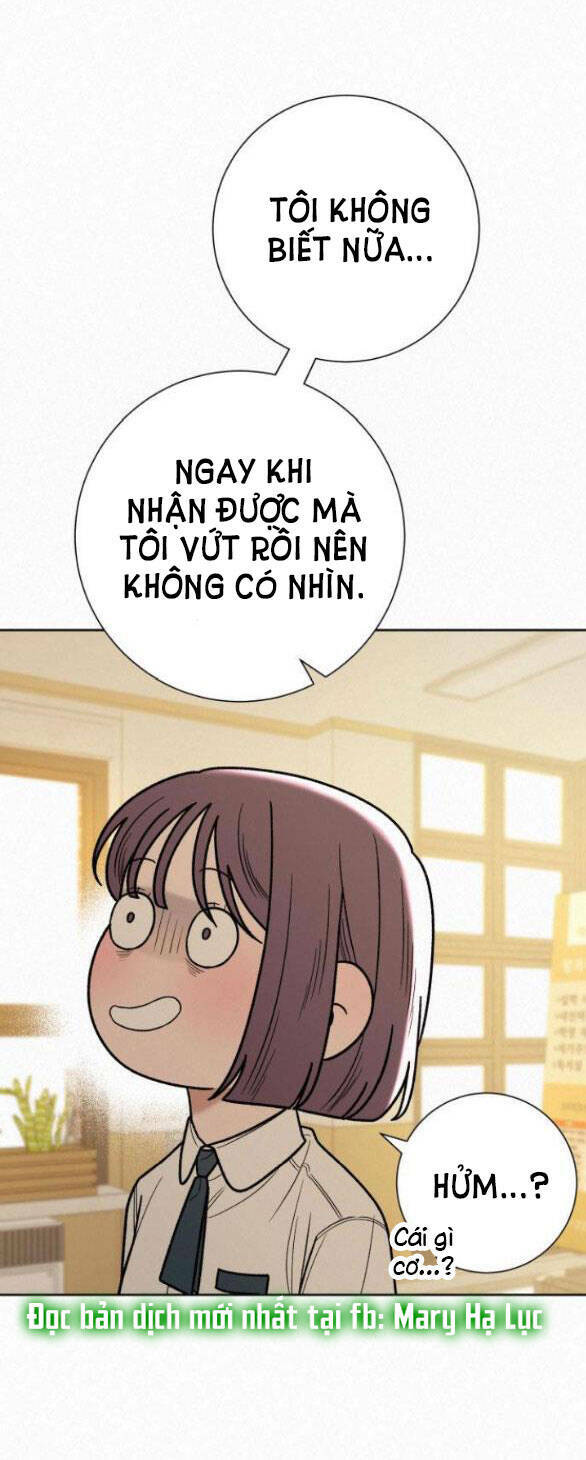 TÔI KHÔNG
BIẾT NỮA...
NGAY KHI
NHẬN ĐƯỢC MÀ
TÔI VỨT RỒI NÊN
KHÔNG CÓ NHÌN.
HỬM...?
Cái gì
cơ...?
Đọc bản dịch mới nhất tại fb: Mary Hạ Lục